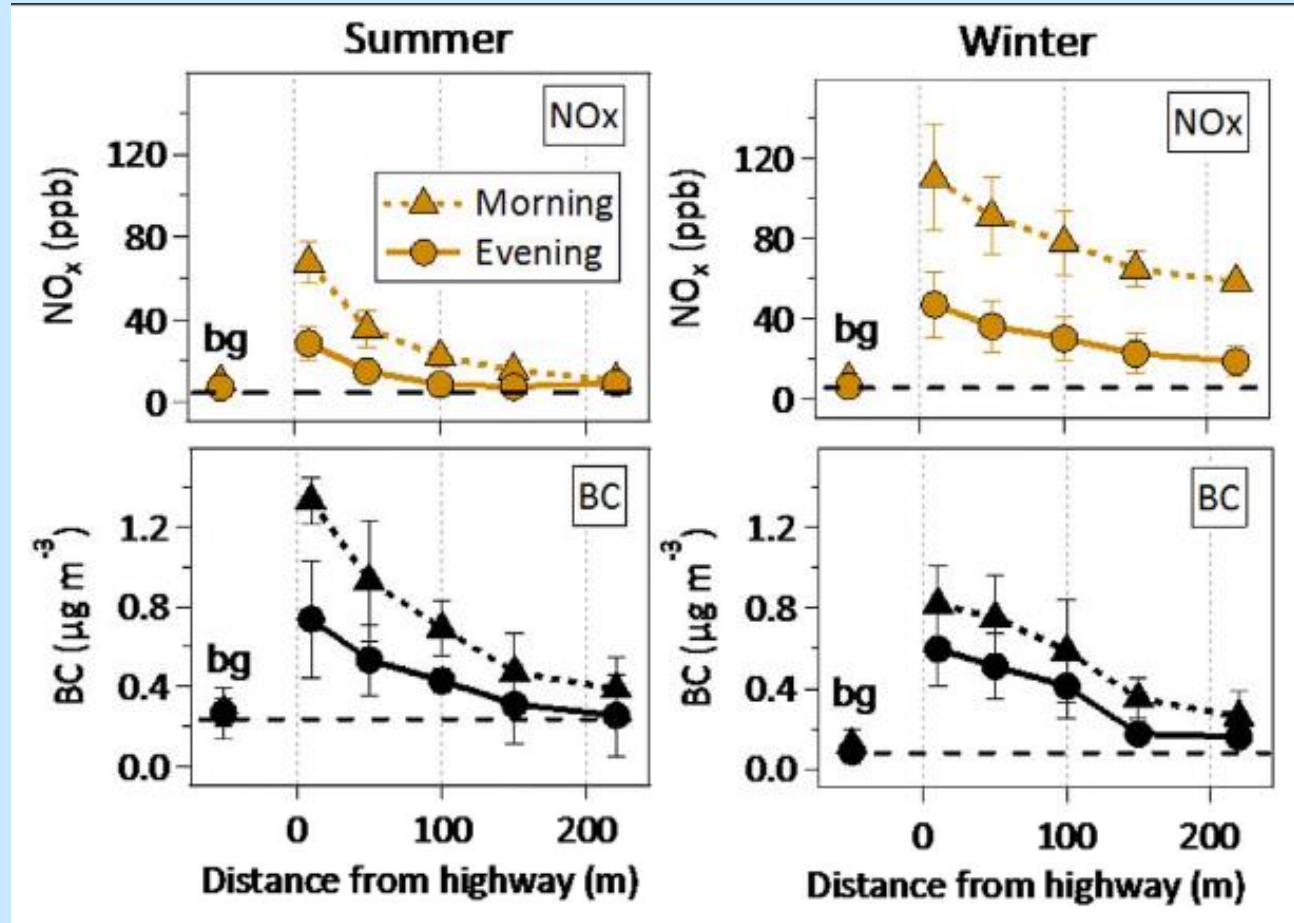 Summer
Winter
NOx
NOx
120
80
40
0
NOₓ (ppb)
Morning
Evening
bg
120
80
40
0
NOₓ (ppb)
bg
BC
BC
1.2
0.8
0.4
0.0
BC (µg m⁻³)
bg
1.2
0.8
0.4
0.0
BC (µg m⁻³)
bg
0 100 200
0 100 200
Distance from highway (m)
Distance from highway (m)